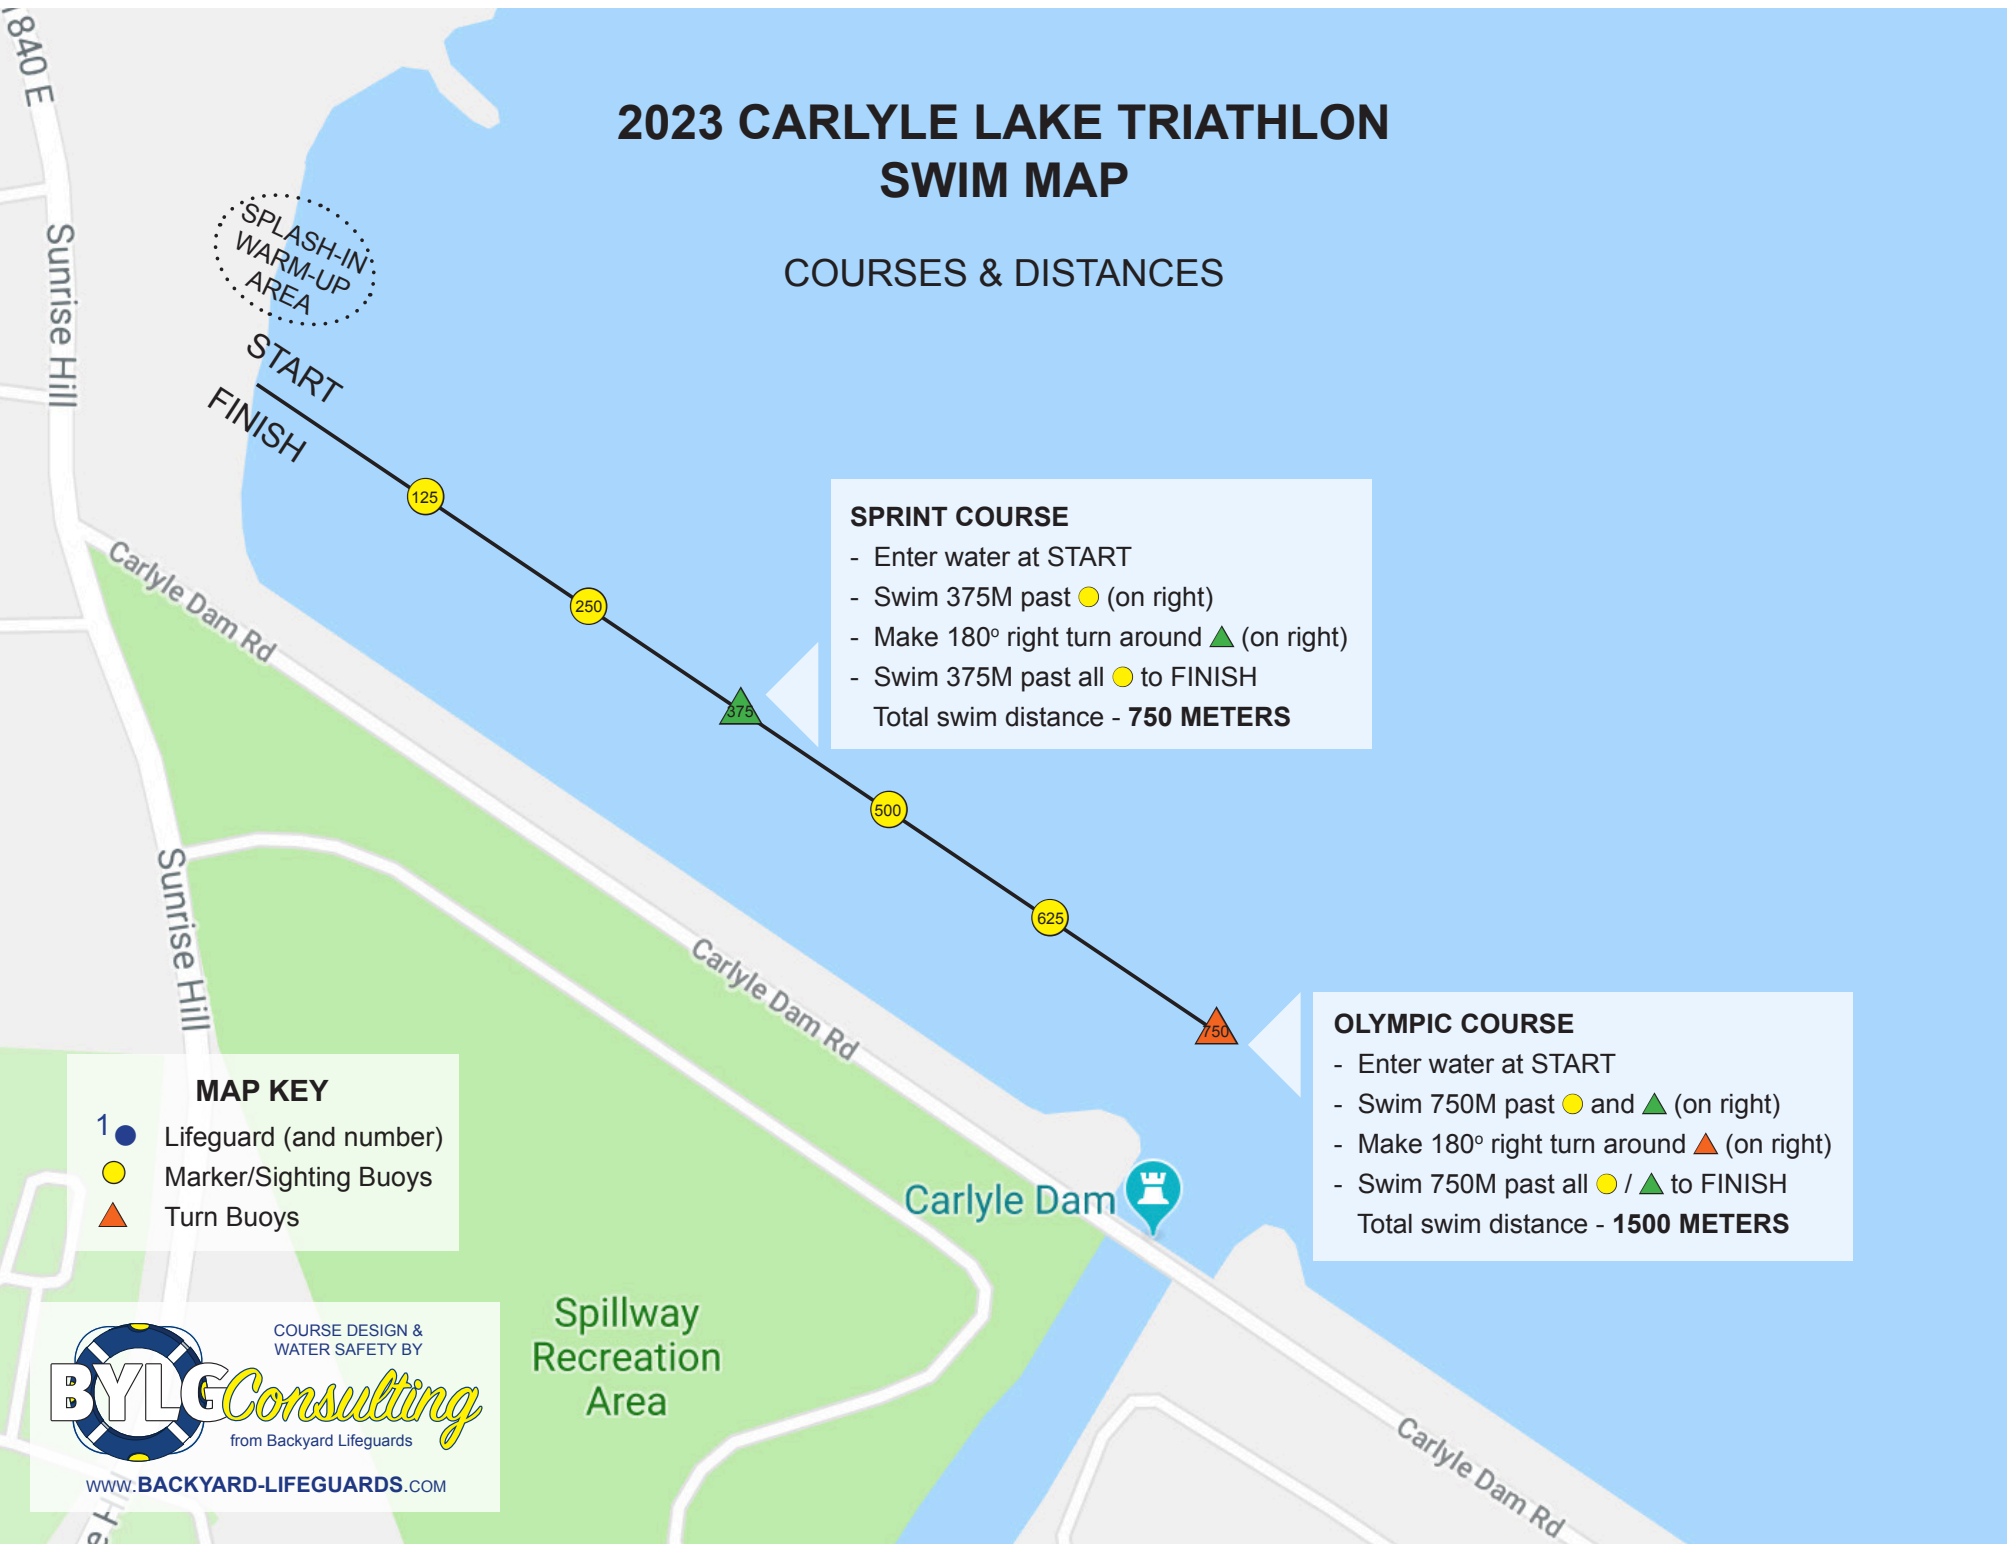 1840 E
2023 CARLYLE LAKE TRIATHLON
SWIM MAP
COURSES & DISTANCES
Sunrise Hill
SPLASH-IN
WARM-UP
AREA
START
FINISH
125
250
375
500
625
750
Carlyle Dam Rd
SPRINT COURSE
- Enter water at START
- Swim 375M past (on right)
- Make 180º right turn around (on right)
- Swim 375M past all to FINISH
Total swim distance - 750 METERS
Sunrise Hill
Carlyle Dam Rd
OLYMPIC COURSE
- Enter water at START
- Swim 750M past and (on right)
- Make 180º right turn around (on right)
- Swim 750M past all / to FINISH
Total swim distance - 1500 METERS
MAP KEY
1 Lifeguard (and number)
Marker/Sighting Buoys
Turn Buoys
Carlyle Dam
Spillway
Recreation
Area
Carlyle Dam Rd
COURSE DESIGN &
WATER SAFETY BY
BYLG Consulting
from Backyard Lifeguards
WWW.BACKYARD-LIFEGUARDS.COM